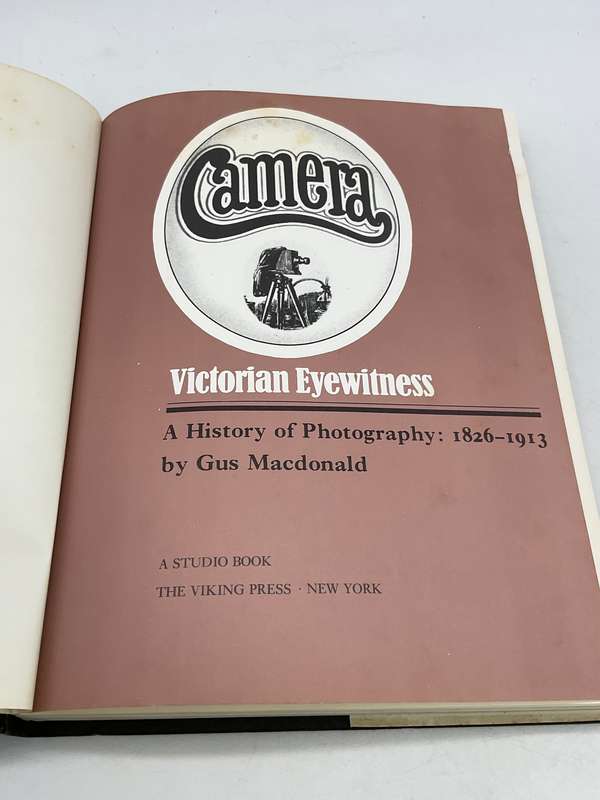 Camera
Victorian Eyewitness
A History of Photography: 1826–1913
by Gus Macdonald
A STUDIO BOOK
THE VIKING PRESS · NEW YORK